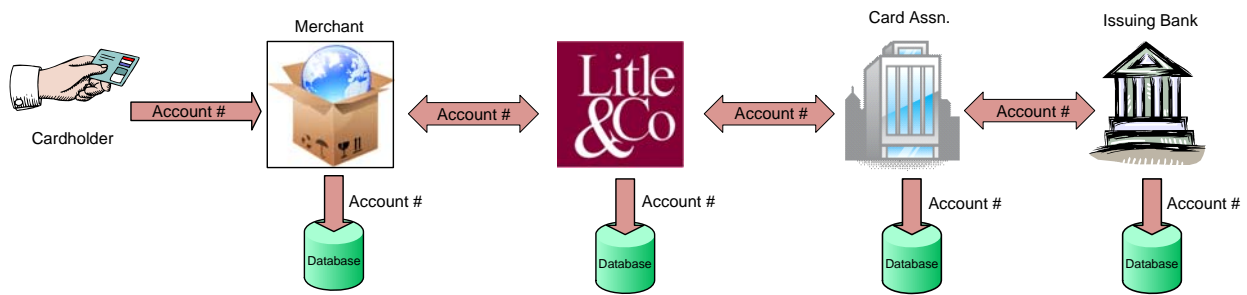 Merchant
Card Assn.
Issuing Bank
Cardholder
Account #
Account #
Litle
&Co
Account #
Account #
Account #
Account #
Account #
Account #
Database
Database
Database
Database